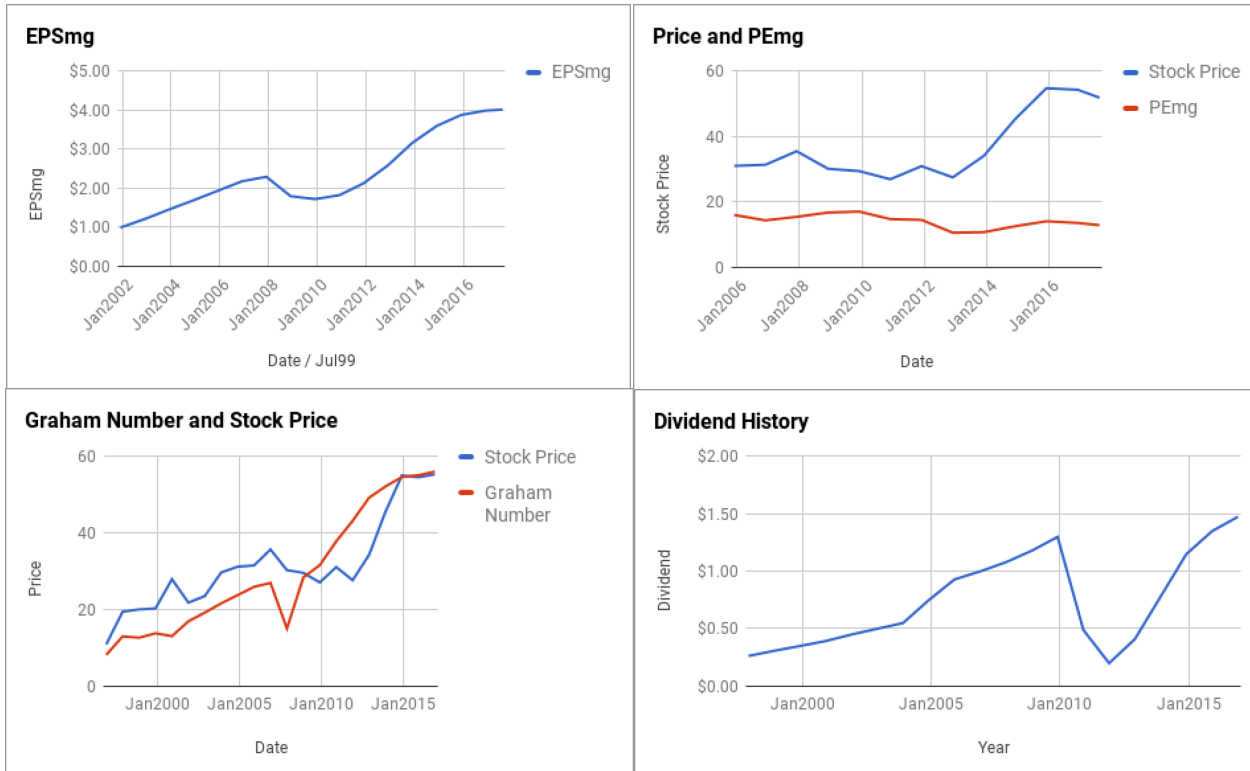 EPSmg
EPSmg
$5.00
$4.00
$3.00
$2.00
$1.00
$0.00
EPSmg
Jan2002
Jan2004
Jan2006
Jan2008
Jan2010
Jan2012
Jan2014
Jan2016
Date / Jul99
Price and PEmg
Stock Price
PEmg
60
40
20
0
Stock Price
Jan2006
Jan2008
Jan2010
Jan2012
Jan2014
Jan2016
Date
Graham Number and Stock Price
Stock Price
Graham
Number
60
40
20
0
Price
Jan2000
Jan2005
Jan2010
Jan2015
Date
Dividend History
$2.00
$1.50
$1.00
$0.50
$0.00
Dividend
Jan2000
Jan2005
Jan2010
Jan2015
Year